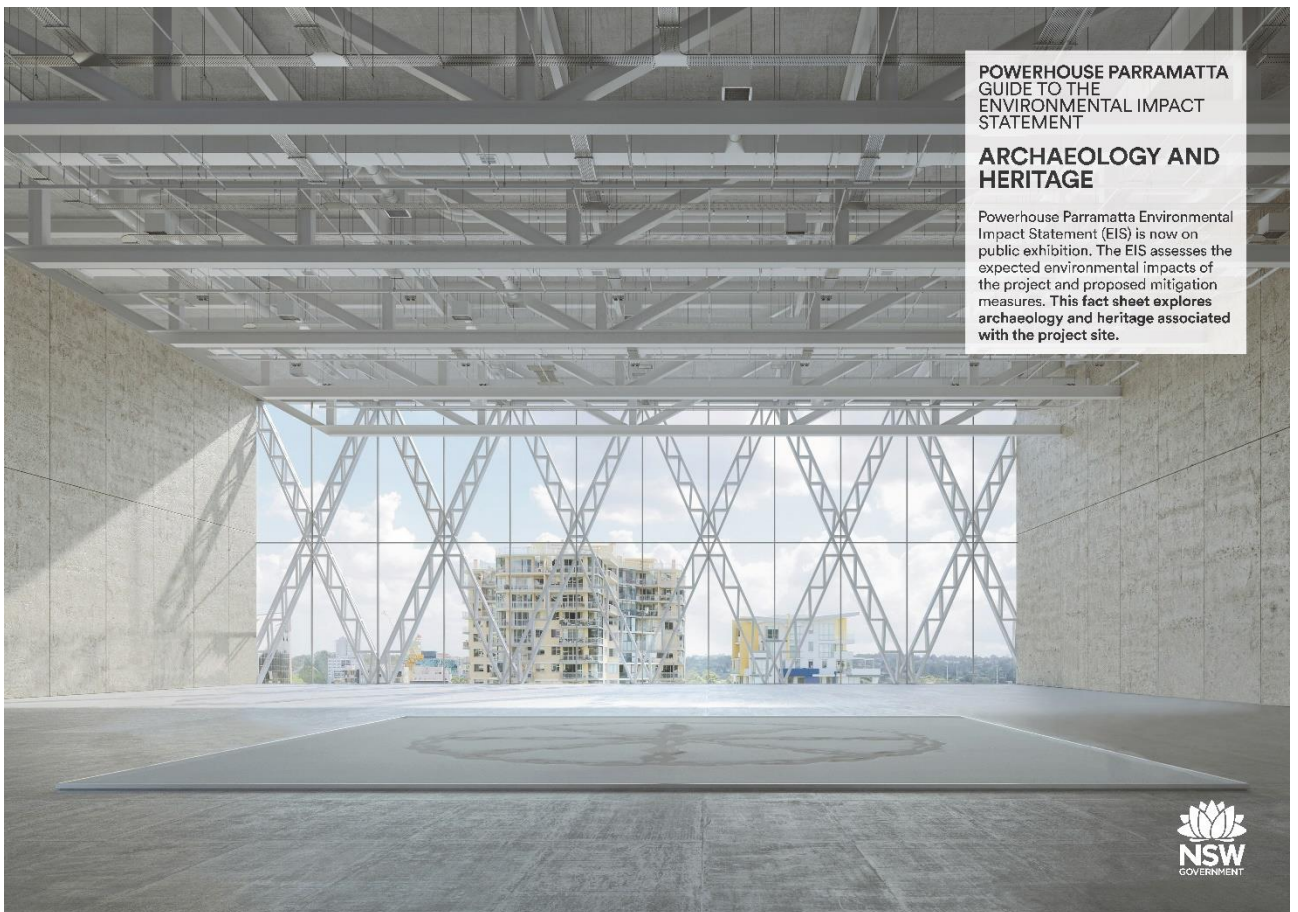 POWERHOUSE PARRAMATTA
GUIDE TO THE
ENVIRONMENTAL IMPACT
STATEMENT
ARCHAEOLOGY AND
HERITAGE
Powerhouse Parramatta Environmental
Impact Statement (EIS) is now on
public exhibition. The EIS assesses the
expected environmental impacts of
the project and proposed mitigation
measures. This fact sheet explores
archaeology and heritage associated
with the project site.
NSW
GOVERNMENT